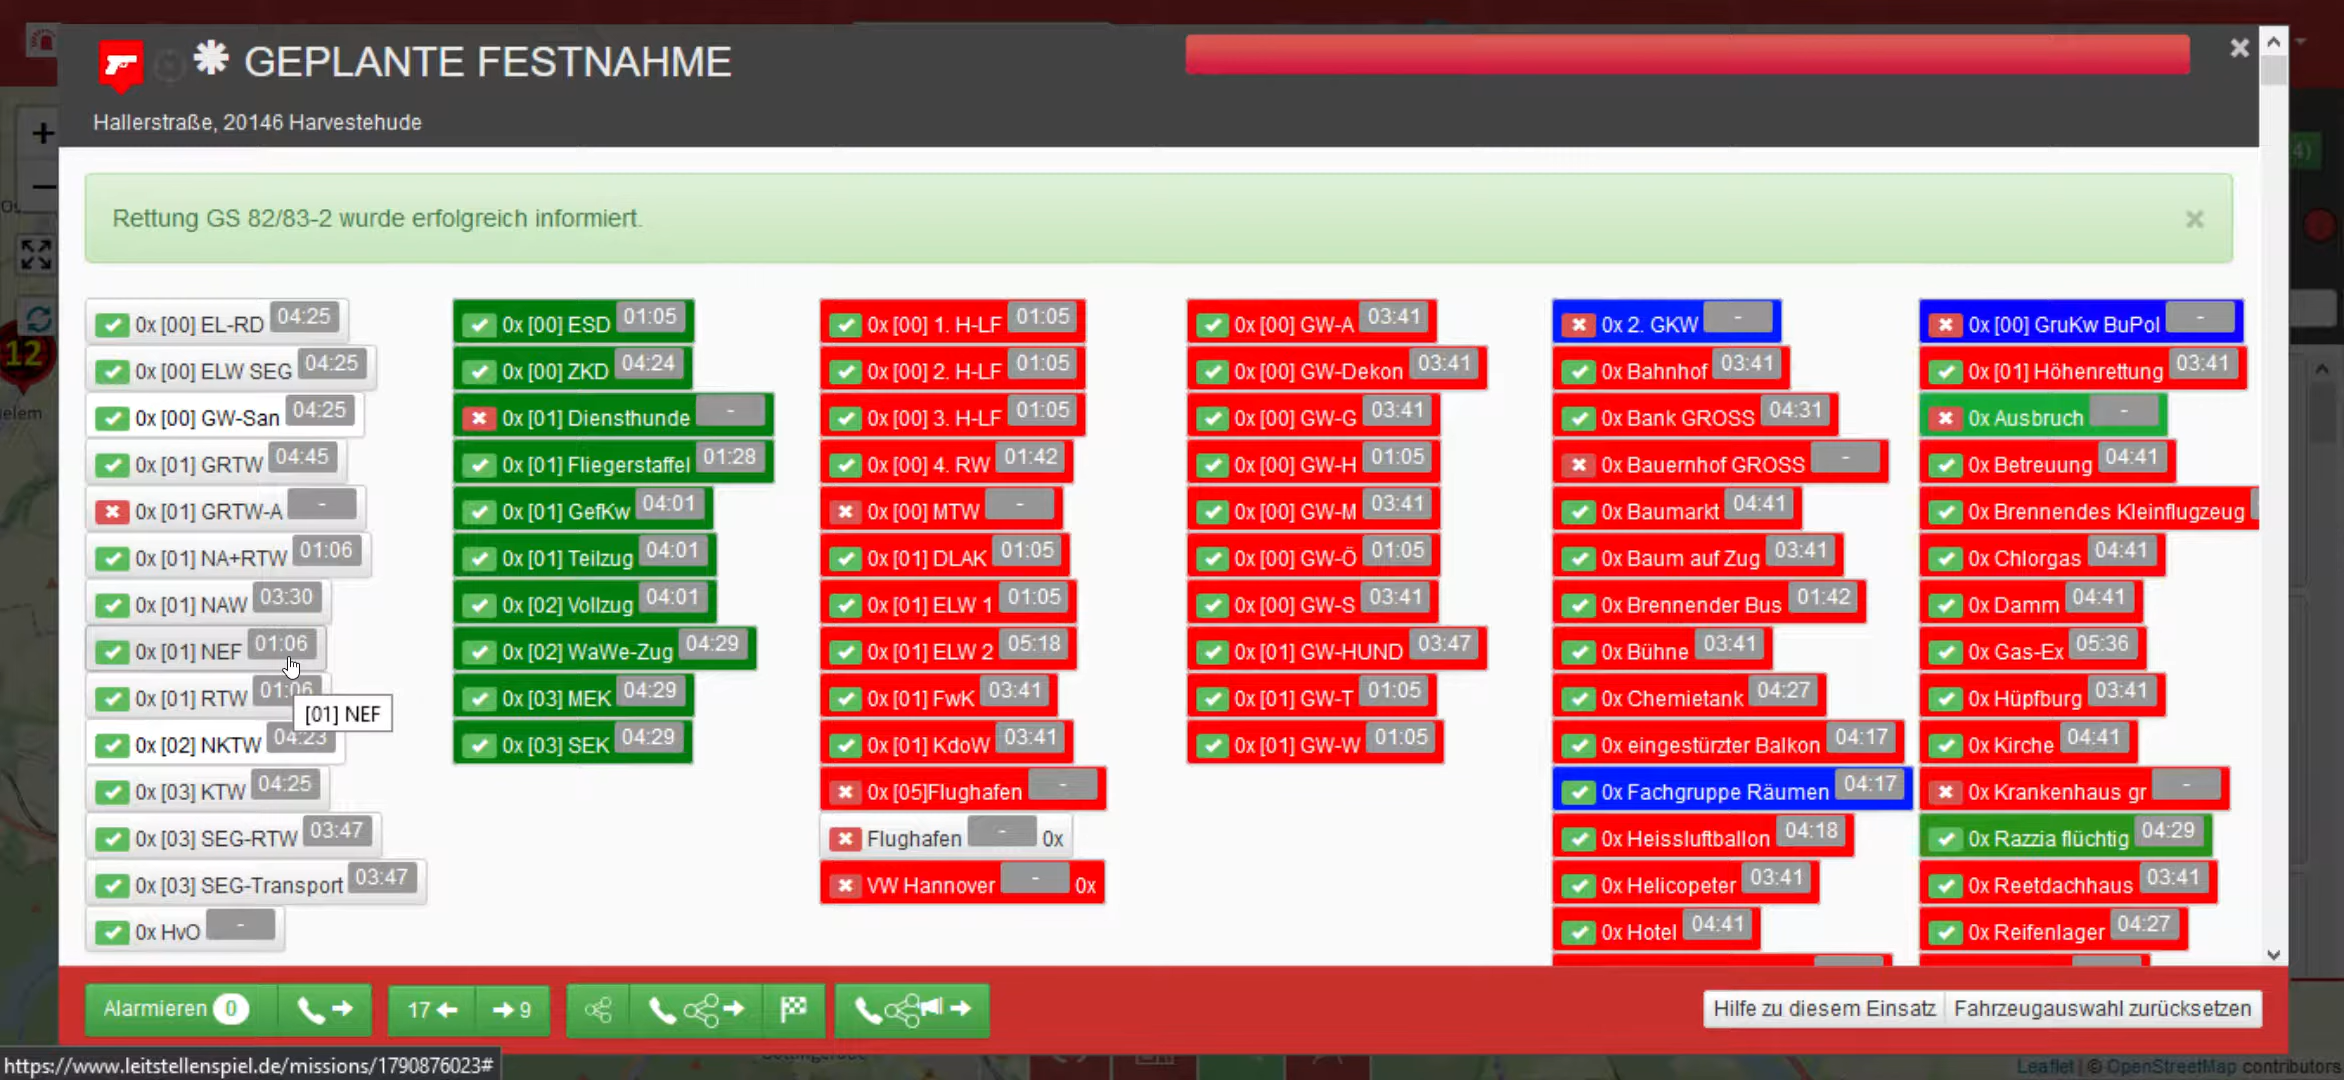 ✱ GEPLANTE FESTNAHME
Hallerstraße, 20146 Harvestehude
Rettung GS 82/83-2 wurde erfolgreich informiert.
0x [00] EL-RD 04:25
0x [00] ELW SEG 04:25
0x [00] GW-San 04:25
0x [01] GRTW 04:45
0x [01] GRTW-A -
0x [01] NA+RTW 01:06
0x [01] NAW 03:30
0x [01] NEF 01:06
0x [01] RTW 01:06
[01] NEF
0x [02] NKTW 04:23
0x [03] KTW 04:25
0x [03] SEG-RTW 03:47
0x [03] SEG-Transport 03:47
0x HvO -
0x [00] ESD 01:05
0x [00] ZKD 04:24
0x [01] Diensthunde -
0x [01] Fliegerstaffel 01:28
0x [01] GefKw 04:01
0x [01] Teilzug 04:01
0x [02] Vollzug 04:01
0x [02] WaWe-Zug 04:29
0x [03] MEK 04:29
0x [03] SEK 04:29
0x [00] 1. H-LF 01:05
0x [00] 2. H-LF 01:05
0x [00] 3. H-LF 01:05
0x [00] 4. RW 01:42
0x [00] MTW -
0x [01] DLAK 01:05
0x [01] ELW 1 01:05
0x [01] ELW 2 05:18
0x [01] FwK 03:41
0x [01] KdoW 03:41
0x [05]Flughafen -
Flughafen - 0x
VW Hannover - 0x
0x [00] GW-A 03:41
0x [00] GW-Dekon 03:41
0x [00] GW-G 03:41
0x [00] GW-H 01:05
0x [00] GW-M 03:41
0x [00] GW-Ö 01:05
0x [00] GW-S 03:41
0x [01] GW-HUND 03:47
0x [01] GW-T 01:05
0x [01] GW-W 01:05
0x 2. GKW -
0x Bahnhof 03:41
0x Bank GROSS 04:31
0x Bauernhof GROSS -
0x Baumarkt 04:41
0x Baum auf Zug 03:41
0x Brennender Bus 01:42
0x Bühne 03:41
0x Chemietank 04:27
0x eingestürzter Balkon 04:17
0x Fachgruppe Räumen 04:17
0x Heissluftballon 04:18
0x Helicopeter 03:41
0x Hotel 04:41
0x [00] GruKw BuPol -
0x [01] Höhenrettung 03:41
0x Ausbruch -
0x Betreuung 04:41
0x Brennendes Kleinflugzeug
0x Chlorgas 04:41
0x Damm 04:41
0x Gas-Ex 05:36
0x Hüpfburg 03:41
0x Kirche 04:41
0x Krankenhaus gr -
0x Razzia flüchtig 04:29
0x Reetdachhaus 03:41
0x Reifenlager 04:27
Alarmieren 0
17
9
Hilfe zu diesem Einsatz
Fahrzeugauswahl zurücksetzen
https://www.leitstellenspiel.de/missions/1790876023#
Leaflet | © OpenStreetMap contributors
12
elem
4)